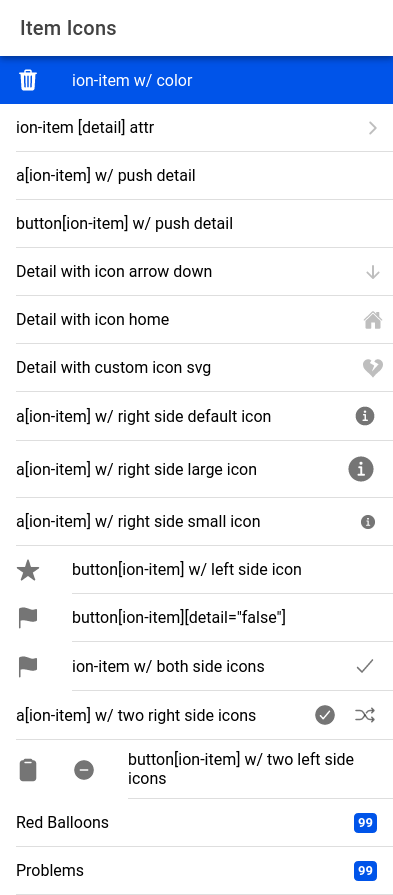 Item Icons
ion-item w/ color
ion-item [detail] attr
a[ion-item] w/ push detail
button[ion-item] w/ push detail
Detail with icon arrow down
Detail with icon home
Detail with custom icon svg
a[ion-item] w/ right side default icon
a[ion-item] w/ right side large icon
a[ion-item] w/ right side small icon
button[ion-item] w/ left side icon
button[ion-item][detail="false"]
ion-item w/ both side icons
a[ion-item] w/ two right side icons
button[ion-item] w/ two left side
icons
Red Balloons 99
Problems 99